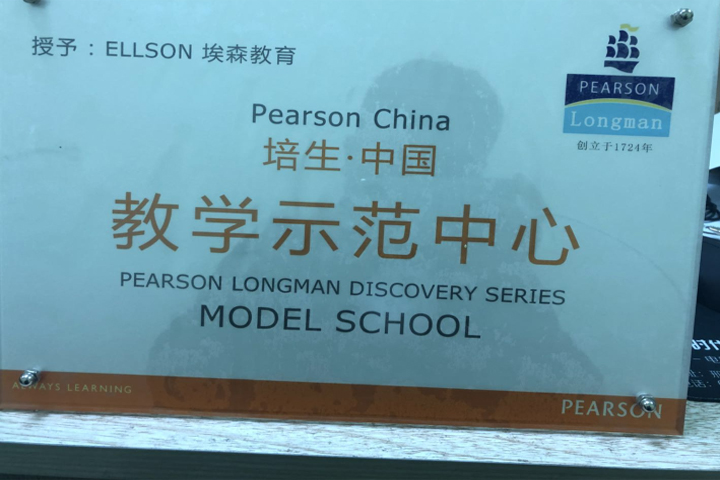 授予：ELLSON 埃森教育
PEARSON
Longman
创立于1724年
Pearson China
培生·中国
教学示范中心
PEARSON LONGMAN DISCOVERY SERIES
MODEL SCHOOL
ALWAYS LEARNING
PEARSON